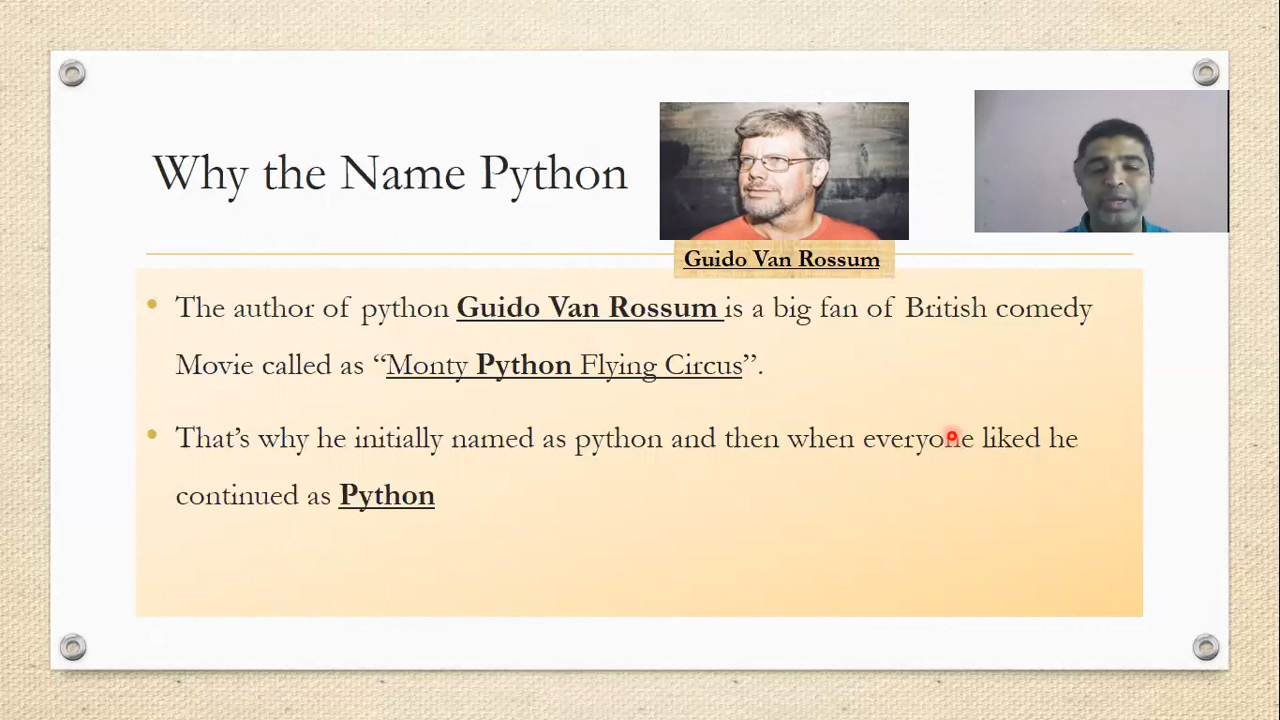 Why the Name Python
Guido Van Rossum
The author of python Guido Van Rossum is a big fan of British comedy
Movie called as “Monty Python Flying Circus”.
That’s why he initially named as python and then when everyone liked he
continued as Python